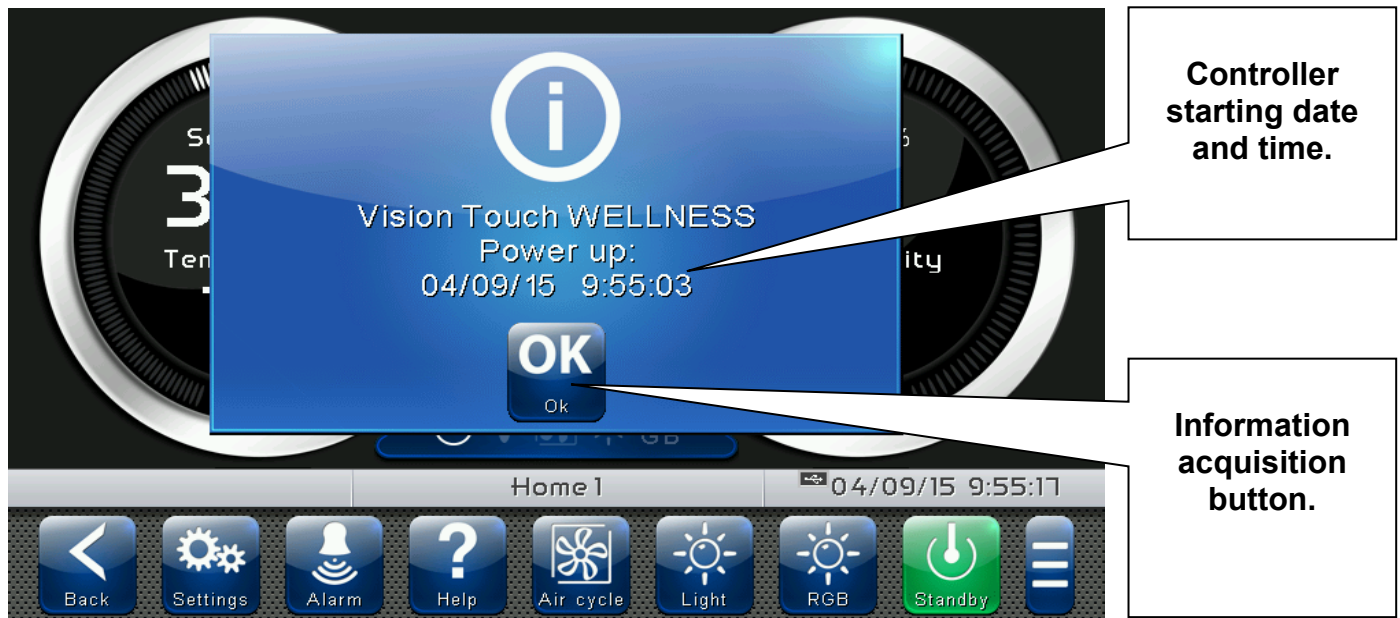 Controller
starting date
and time.
OK
Ok
Vision Touch WELLNESS
Power up:
04/09/15 9:55:03
Information
acquisition
button.
Home 1
04/09/15 9:55:17
Back
Settings
Alarm
?
Help
Air cycle
Light
RGB
Standby